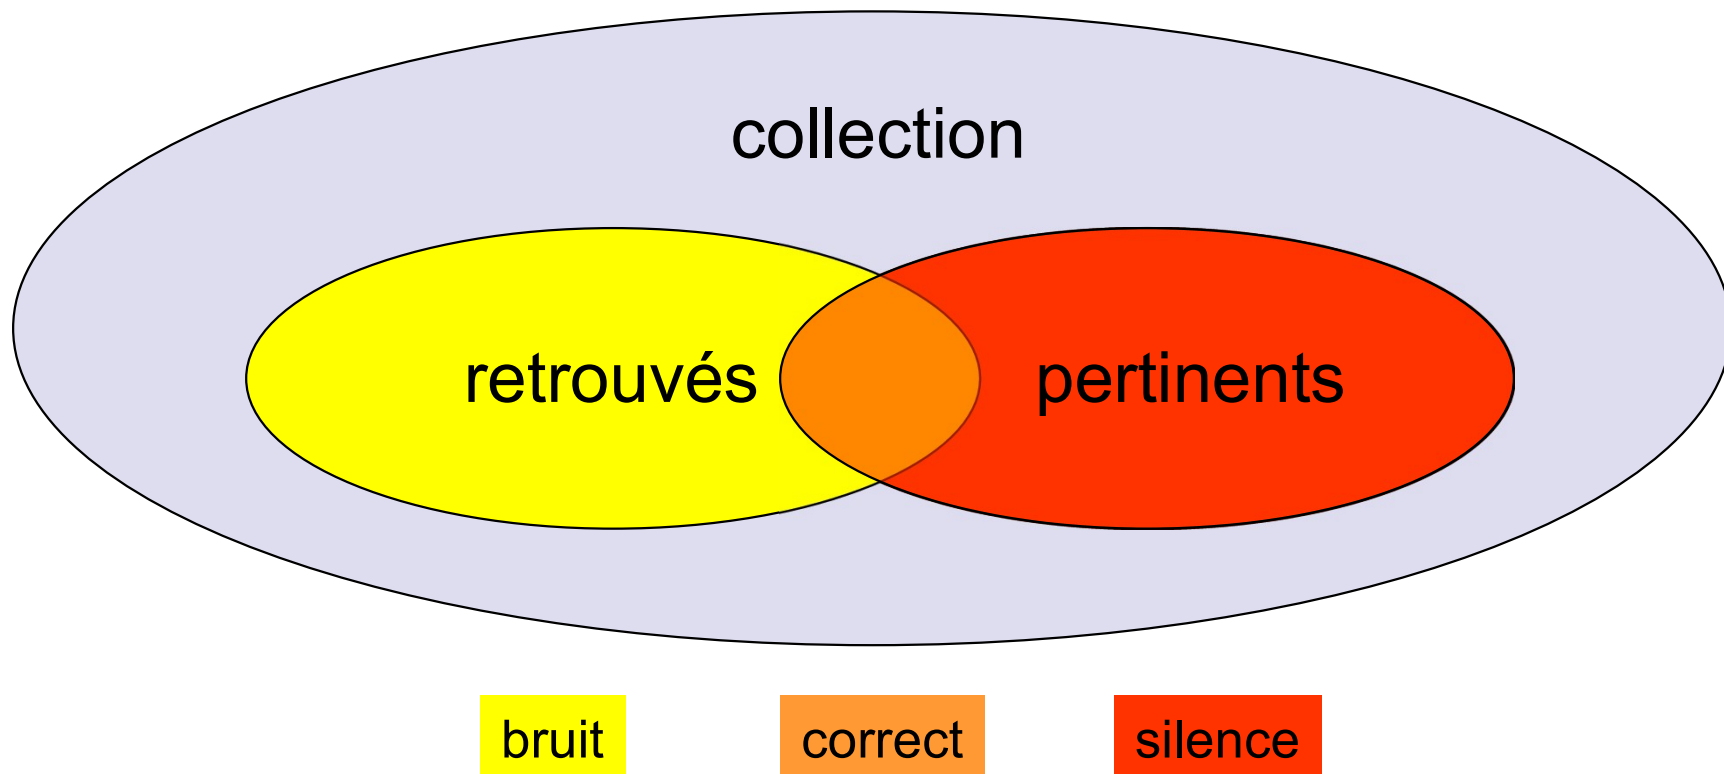 collection
retrouvés
pertinents
bruit
correct
silence